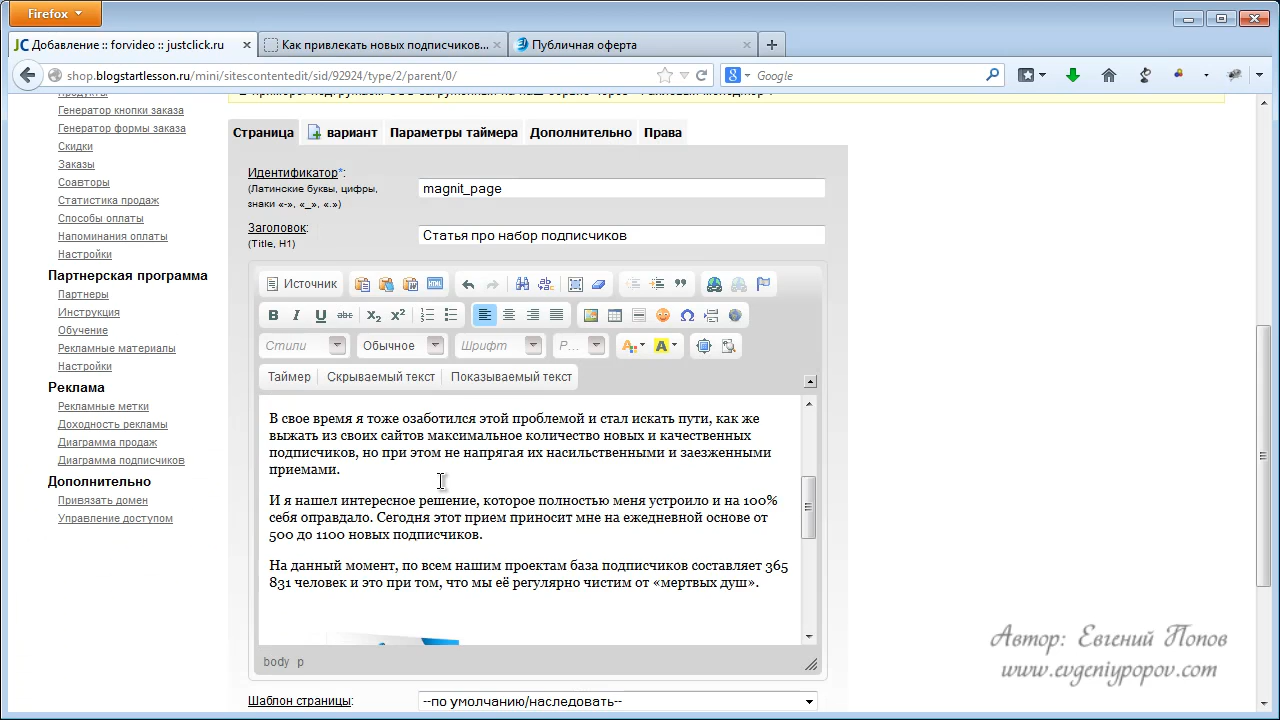 Firefox
JC Добавление :: forvideo :: justclick.ru
Как привлекать новых подписчиков...
Публичная оферта
shop.blogstartlesson.ru/mini/sitescontentedit/sid/92924/type/2/parent/0/
Google
Генератор кнопки заказа
Генератор формы заказа
Скидки
Заказы
Соавторы
Статистика продаж
Способы оплаты
Напоминания оплаты
Настройки
Партнерская программа
Партнеры
Инструкция
Обучение
Рекламные материалы
Настройки
Реклама
Рекламные метки
Доходность рекламы
Диаграмма продаж
Диаграмма подписчиков
Дополнительно
Привязать домен
Управление доступом
Страница
вариант
Параметры таймера
Дополнительно
Права
Идентификатор*:
(Латинские буквы, цифры,
знаки «-», «_», «.»)
magnit_page
Заголовок:
(Title, H1)
Статья про набор подписчиков
Источник
Стили
Обычное
Шрифт
Р...
Таймер
Скрываемый текст
Показываемый текст
В свое время я тоже озаботился этой проблемой и стал искать пути, как же
выжать из своих сайтов максимальное количество новых и качественных
подписчиков, но при этом не напрягая их насильственными и заезженными
приемами.
И я нашел интересное решение, которое полностью меня устроило и на 100%
себя оправдало. Сегодня этот прием приносит мне на ежедневной основе от
500 до 1100 новых подписчиков.
На данный момент, по всем нашим проектам база подписчиков составляет 365
831 человек и это при том, что мы её регулярно чистим от «мертвых душ».
body p
Шаблон страницы:
--по умолчанию/наследовать--
Автор: Евгений Попов
www.evgeniypopov.com